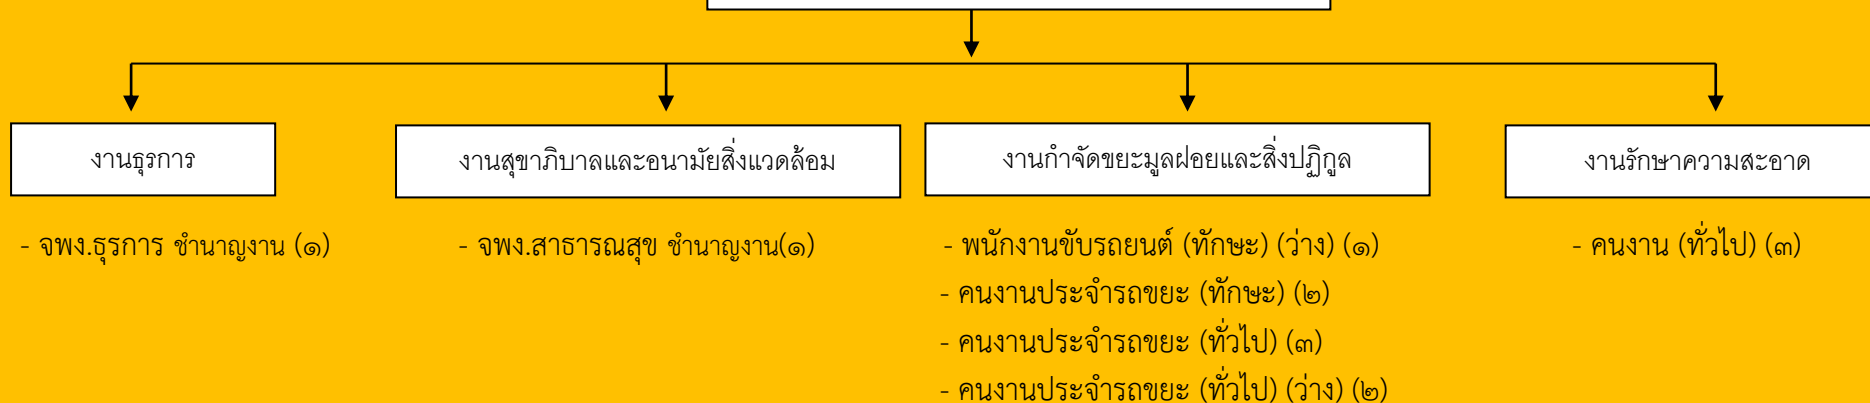 งานธุรการ
งานสุขาภิบาลและอนามัยสิ่งแวดล้อม
งานกำจัดขยะมูลฝอยและสิ่งปฏิกูล
งานรักษาความสะอาด
- จพง.ธุรการ ชำนาญงาน (๑)
- จพง.สาธารณสุข ชำนาญงาน(๑)
- พนักงานขับรถยนต์ (ทักษะ) (ว่าง) (๑)
- คนงานประจำรถขยะ (ทักษะ) (๒)
- คนงานประจำรถขยะ (ทั่วไป) (๓)
- คนงานประจำรถขยะ (ทั่วไป) (ว่าง) (๒)
- คนงาน (ทั่วไป) (๓)